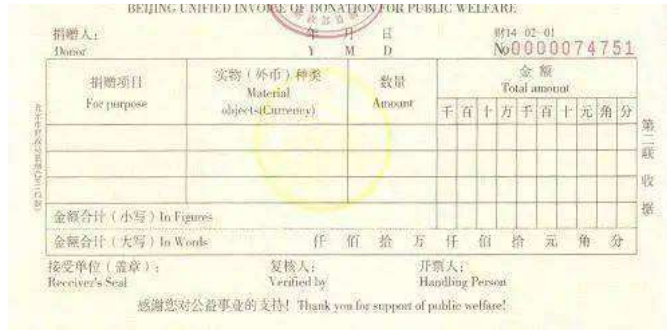 BEIJING UNIFIED INVOICE OF DONATION FOR PUBLIC WELFARE
捐赠人： 年 月 日 财14-02-01
Donor Y M D No0000074751
捐赠项目 实物（外币）种类 数量 金 额
For purpose Material Amount Total amount
objects(Currency) 千 百 十 万 千 百 十 元 角 分
第二联 收据
金额合计（小写）In Figures
金额合计（大写）In Words 仟 佰 拾 万 仟 佰 拾 元 角 分
接受单位（盖章）： 复核人： 开票人：
Receiver's Seal Verified by Handling Person
感謝您对公益事业的支持！Thank you for support of public welfare!